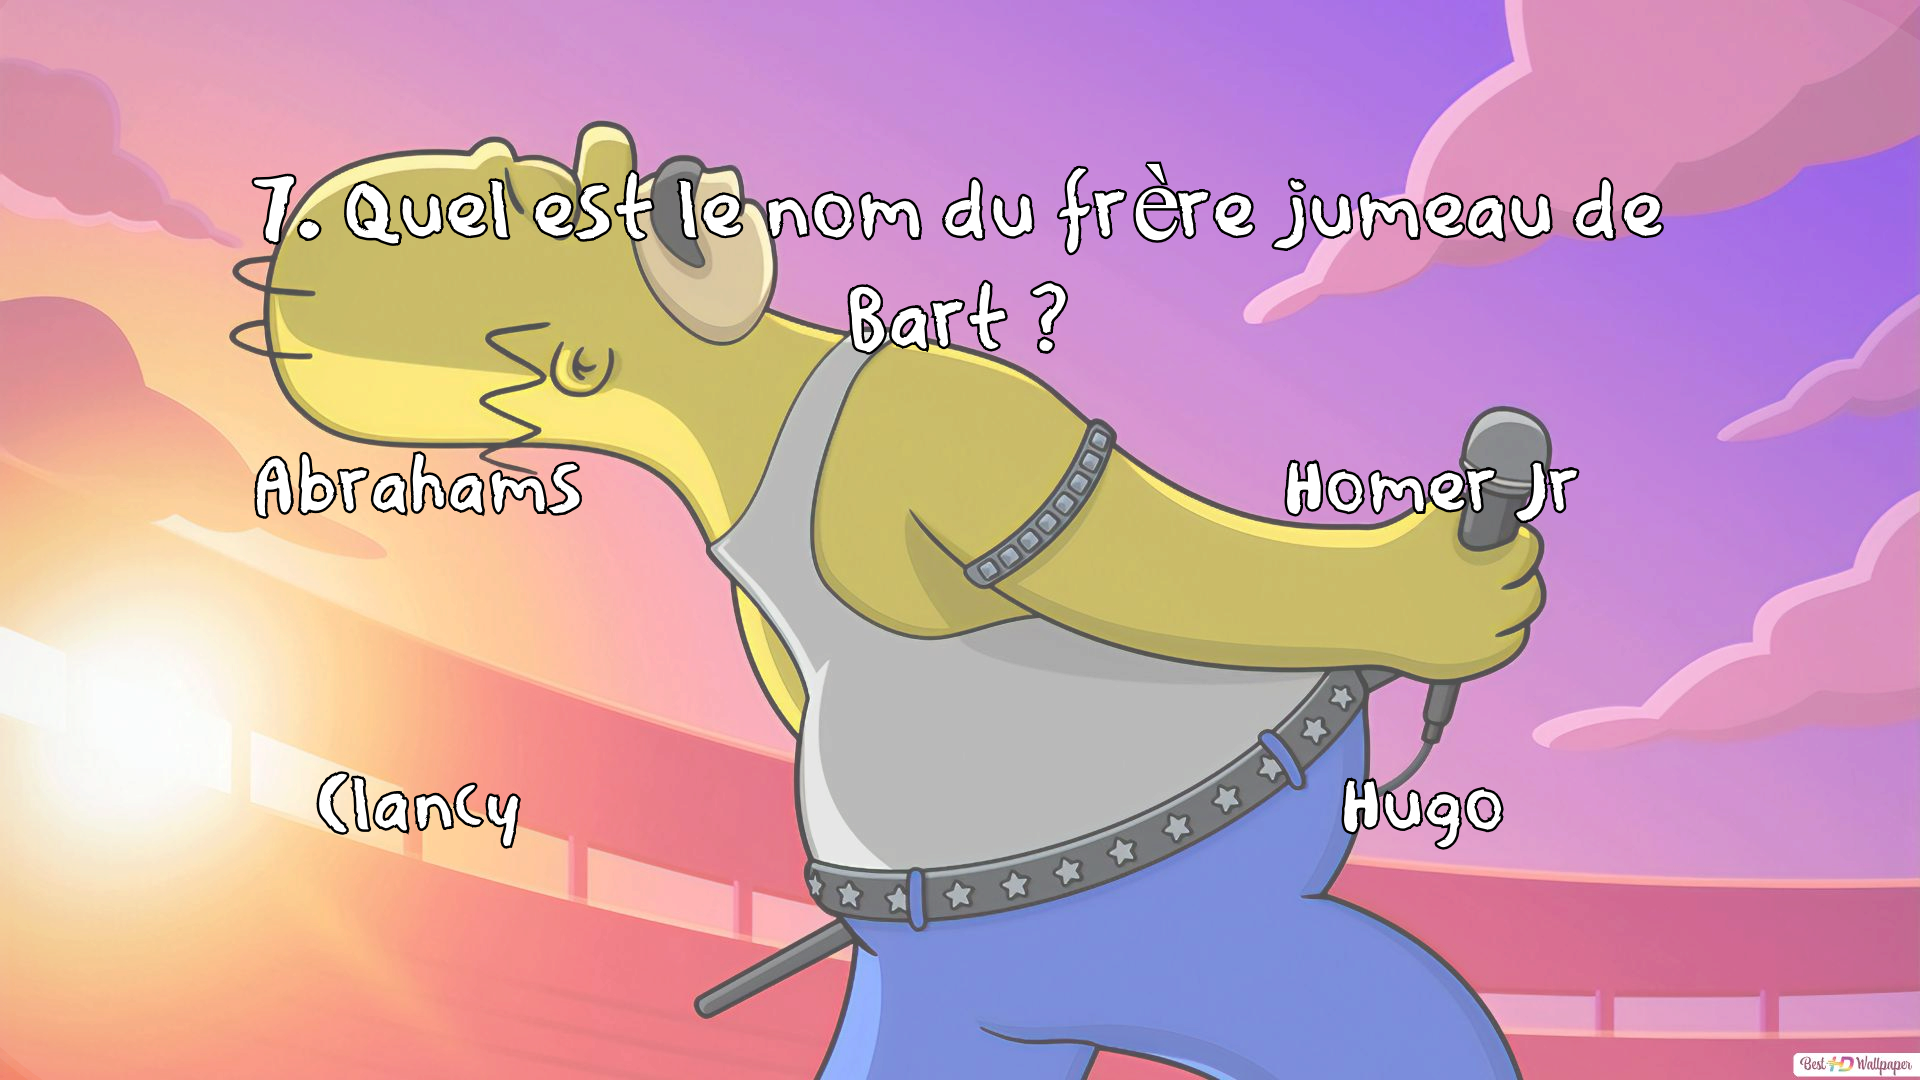 7. Quel est le nom du frère jumeau de
Bart ?
Abrahams
Homer Jr
Clancy
Hugo
Best HD Wallpaper